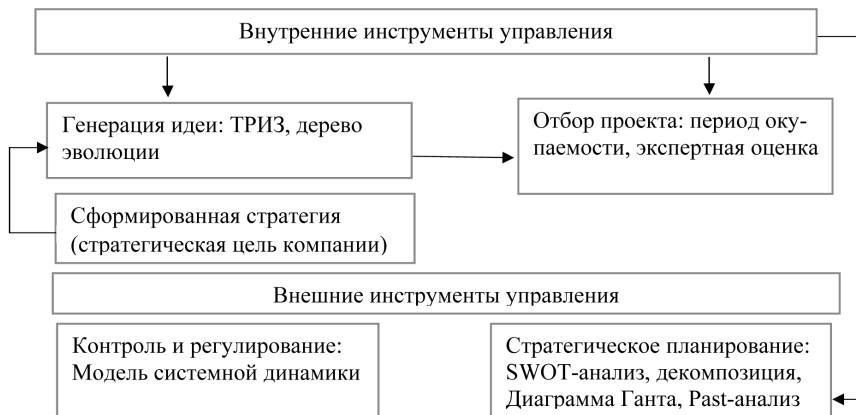 Внутренние инструменты управления
Генерация идеи: ТРИЗ, дерево
эволюции
Отбор проекта: период оку-
паемости, экспертная оценка
Сформированная стратегия
(стратегическая цель компании)
Внешние инструменты управления
Контроль и регулирование:
Модель системной динамики
Стратегическое планирование:
SWOT-анализ, декомпозиция,
Диаграмма Ганта, Past-анализ